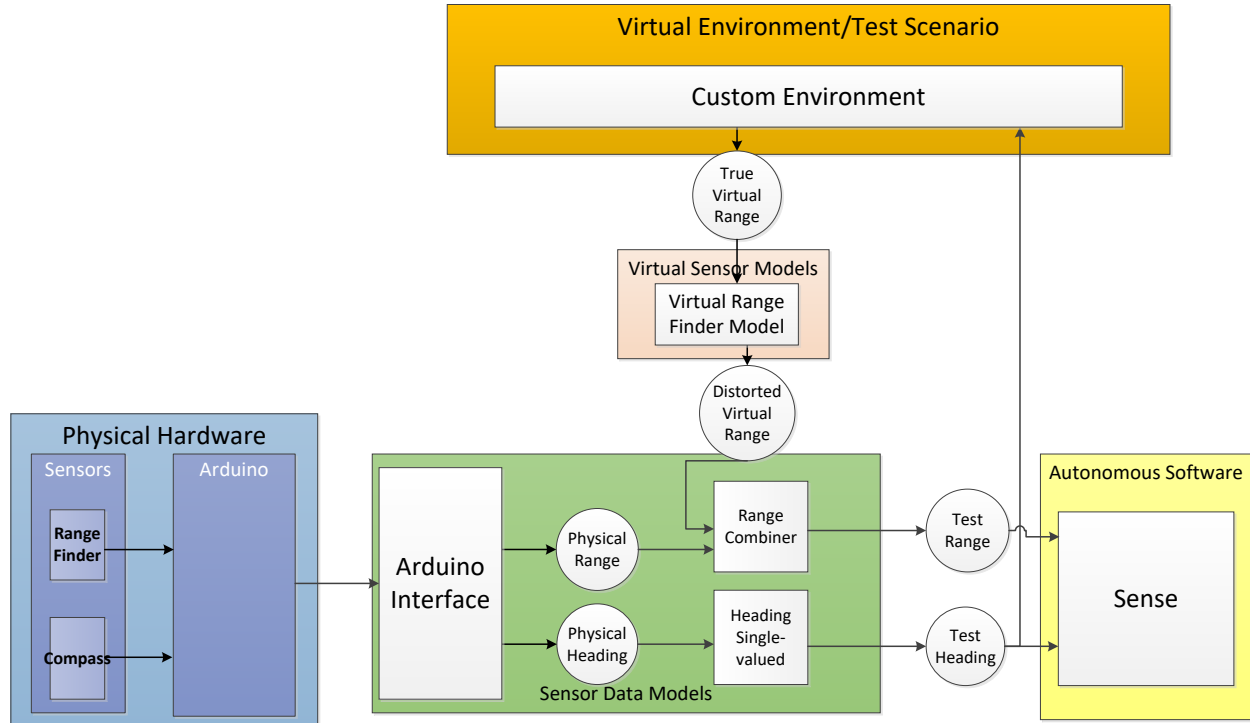 Virtual Environment/Test Scenario
Custom Environment
True
Virtual
Range
Virtual Sensor Models
Virtual Range
Finder Model
Distorted
Virtual
Range
Physical Hardware
Sensors
Arduino
Range
Finder
Compass
Arduino
Interface
Physical
Range
Physical
Heading
Range
Combiner
Heading
Single-
valued
Sensor Data Models
Test
Range
Test
Heading
Autonomous Software
Sense